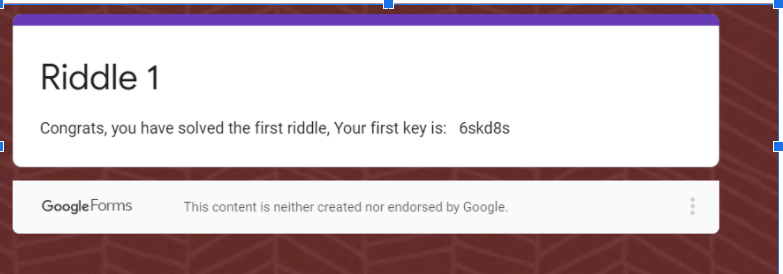 Riddle 1
Congrats, you have solved the first riddle, Your first key is: 6skd8s
Google Forms This content is neither created nor endorsed by Google.